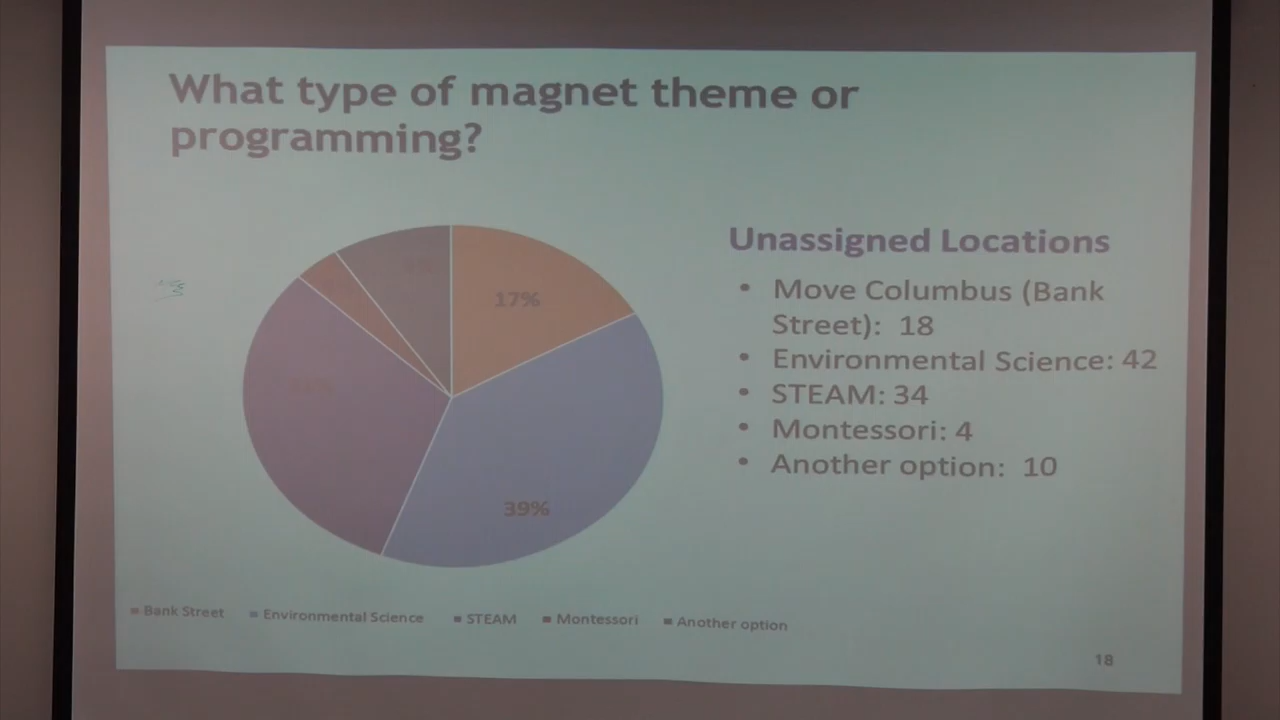 What type of magnet theme or
programming?
17%
39%
Unassigned Locations
• Move Columbus (Bank
Street): 18
• Environmental Science: 42
• STEAM: 34
• Montessori: 4
• Another option: 10
Bank Street
Environmental Science
STEAM
Montessori
Another option
18